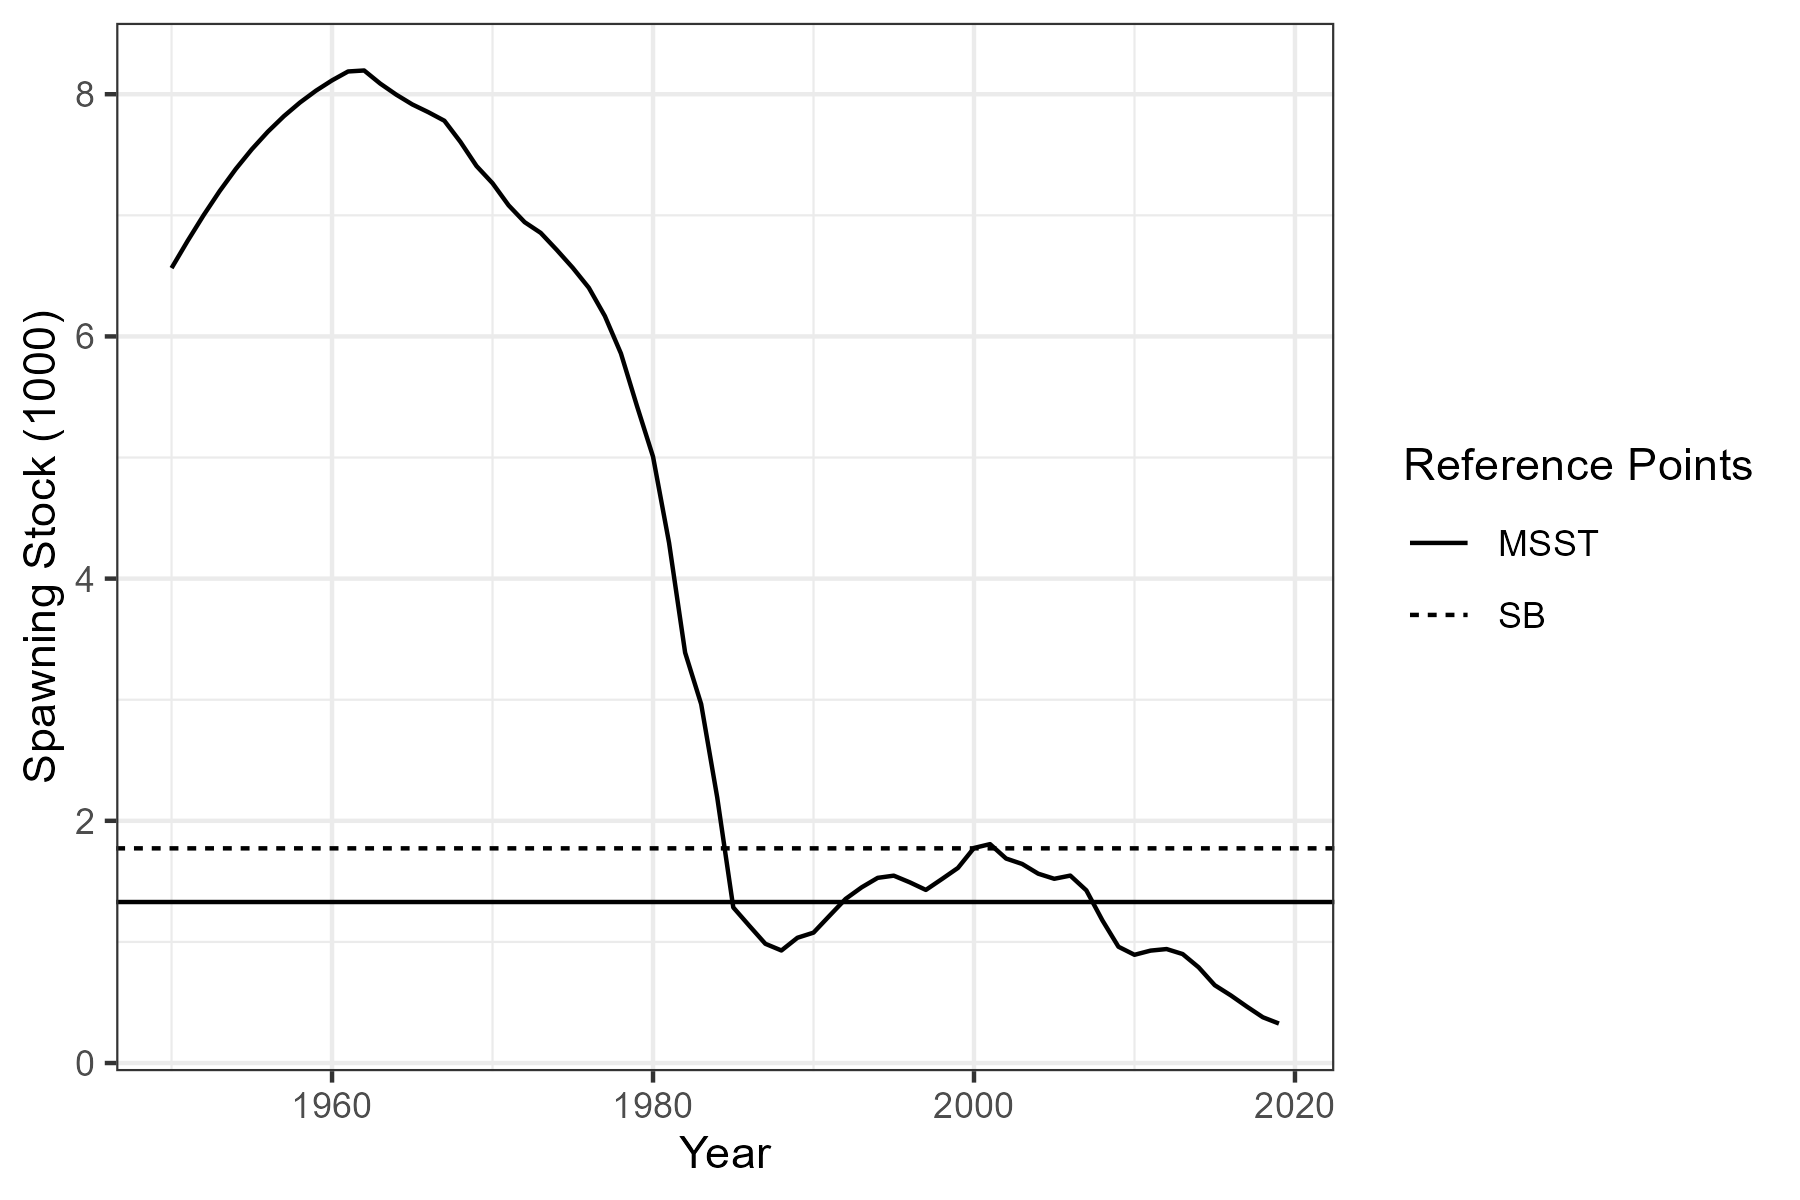 Spawning Stock (1000)
8
6
4
2
0
1960 1980 2000 2020
Year
Reference Points
MSST
SB